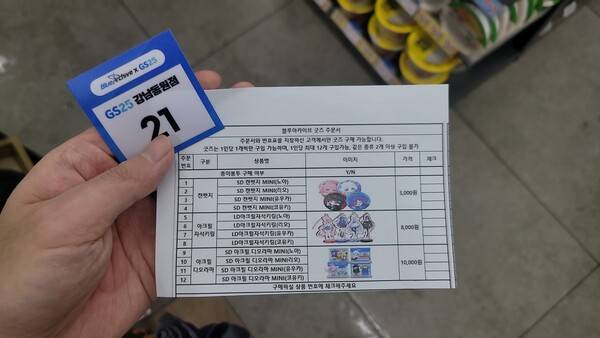 Blue Archive x GS25
GS25 강남동원점
21
블루아카이브 굿즈 주문서
주문서와 번호표를 지참하신 고객에서만 굿즈 구매 가능합니다.
굿즈는 1인당 1개씩만 구입 가능하며, 1인당 최대 12개 구입가능, 같은 종류 2개 이상 구입 불가
주문번호 구분 상품명 이미지 가격 체크
종이봉투 구매 여부 Y/N
1 SD 캔뱃지 MINI(노아)
2 SD 캔뱃지 MINI(리오)
3 SD 캔뱃지 MINI(유우카)
4 SD 캔뱃지 MINI(코유키)
캔뱃지 3,000원
5 LD아크릴자석키링(노아)
6 LD아크릴자석키링(리오)
7 LD아크릴자석키링(유우카)
8 LD아크릴자석키링(코유키)
아크릴 자석키링 8,000원
9 SD 아크릴 디오라마 MINI(노아)
10 SD 아크릴 디오라마 MINI(리오)
11 SD 아크릴 디오라마 MINI(유우카)
12 SD 아크릴 디오라마 MINI(코유키)
아크릴 디오라마 10,000원
구매하실 상품 번호에 체크해주세요